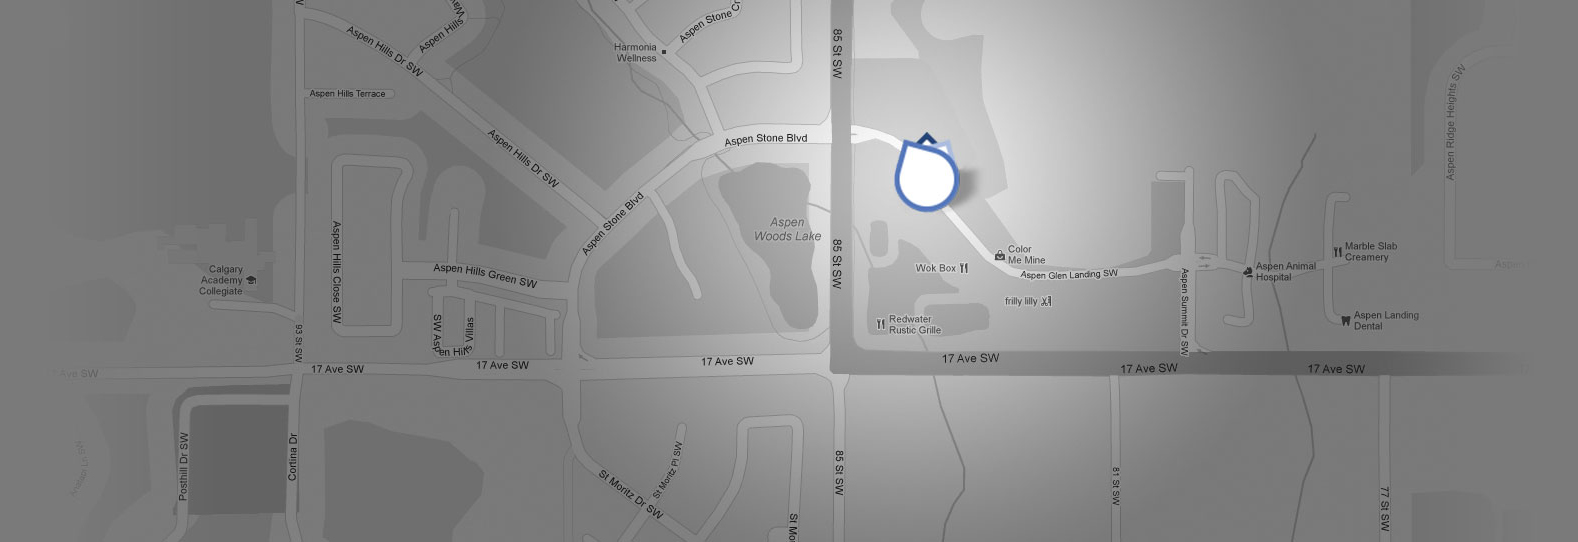 85 St SW
Aspen Hills Dr SW
Aspen Hills
Way
Aspen Stone Cr
Harmonia
Wellness
Aspen Hills Terrace
Aspen Ridge Heights SW
Aspen Stone Blvd
Aspen Hills Dr SW
Aspen Stone Blvd
Aspen
Woods Lake
Aspen Hills Close SW
85 St SW
Color
Me Mine
Wok Box
Marble Slab
Creamery
Aspen
Calgary
Academy
Collegiate
Aspen Hills Green SW
Aspen Glen Landing SW
Aspen Animal
Hospital
frilly lilly
Aspen Summit Dr SW
Aspen Landing
Dental
Redwater
Rustic Grille
93 St SW
SW
Villas
Aspen Hills
17 Ave SW
17 Ave SW
17 Ave SW
17 Ave SW
17 Ave SW
17 Ave SW
17 Ave SW
Posthill Dr SW
Cortina Dr
St Moritz Pl SW
St Moritz Dr SW
St Mo
85 St SW
81 St SW
77 St SW